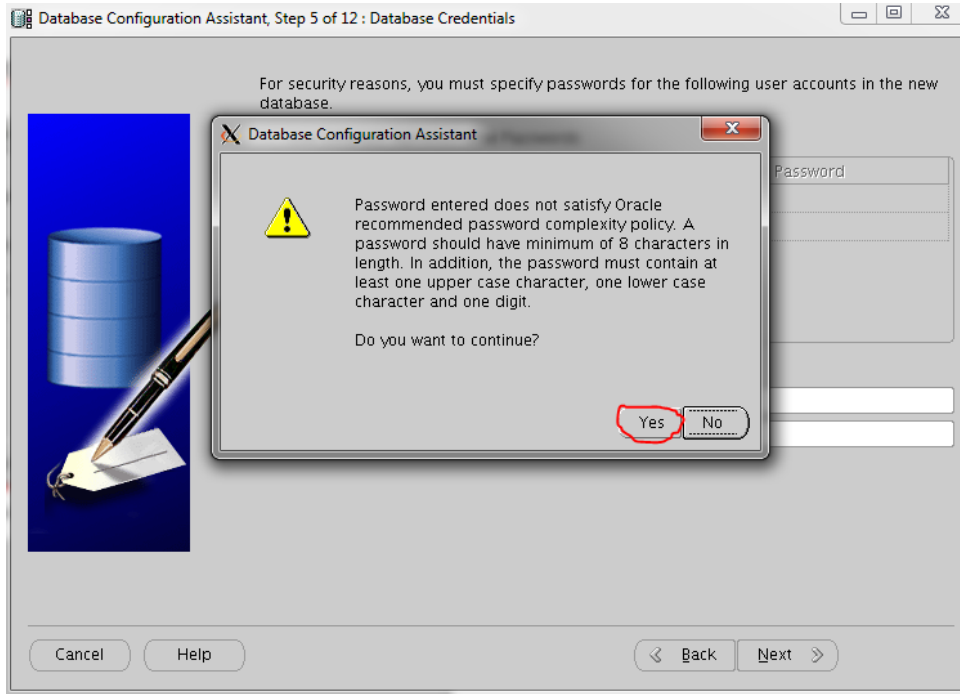 Database Configuration Assistant, Step 5 of 12 : Database Credentials
For security reasons, you must specify passwords for the following user accounts in the new
database.
Database Configuration Assistant
Password
Password entered does not satisfy Oracle
recommended password complexity policy. A
password should have minimum of 8 characters in
length. In addition, the password must contain at
least one upper case character, one lower case
character and one digit.
Do you want to continue?
Yes No
Cancel Help Back Next